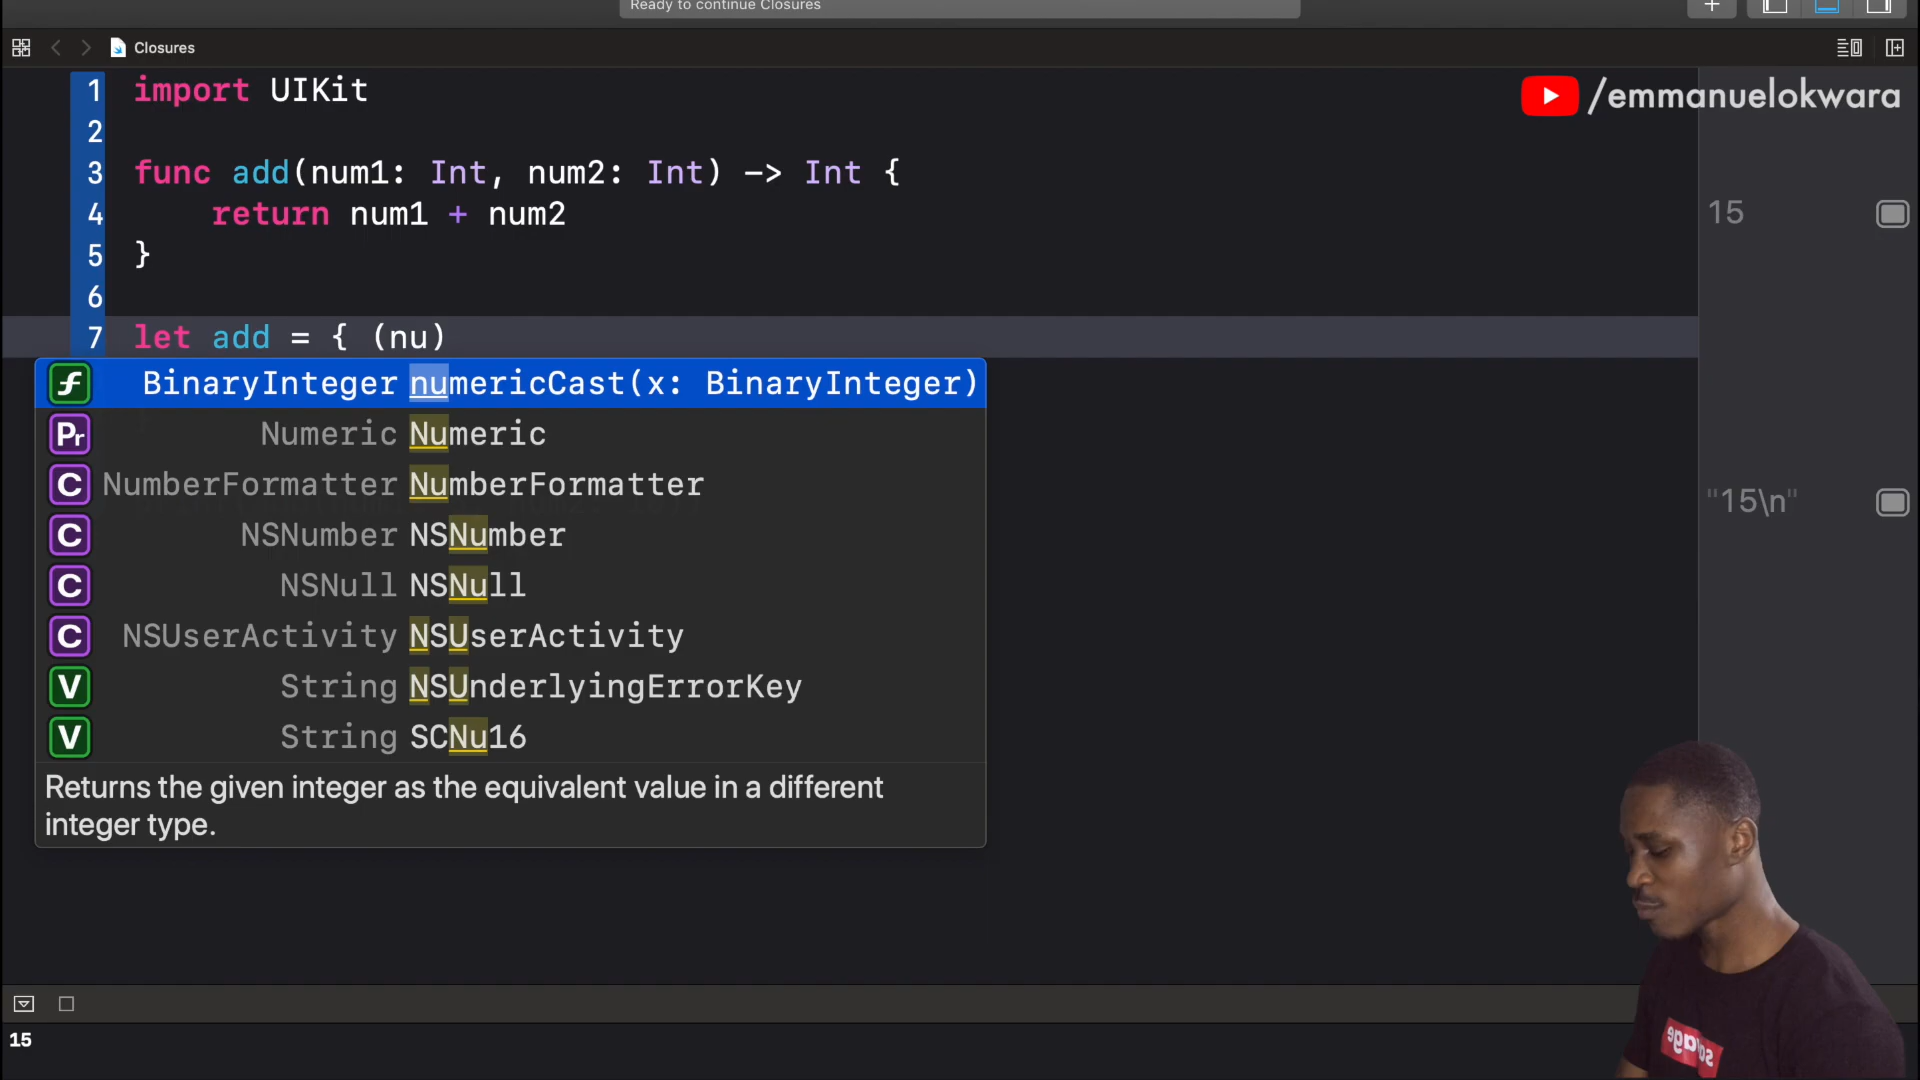 Ready to continue Closures
Closures
/emmanuelokwara
1 import UIKit
2
3 func add(num1: Int, num2: Int) -> Int {
4 return num1 + num2
15
5 }
6
7 let add = { (nu)
f BinaryInteger numericCast(x: BinaryInteger)
Pr Numeric Numeric
C NumberFormatter NumberFormatter
"15\n"
C NSNumber NSNumber
C NSNull NSNull
C NSUserActivity NSUserActivity
V String NSUnderlyingErrorKey
V String SCNu16
Returns the given integer as the equivalent value in a different
integer type.
15